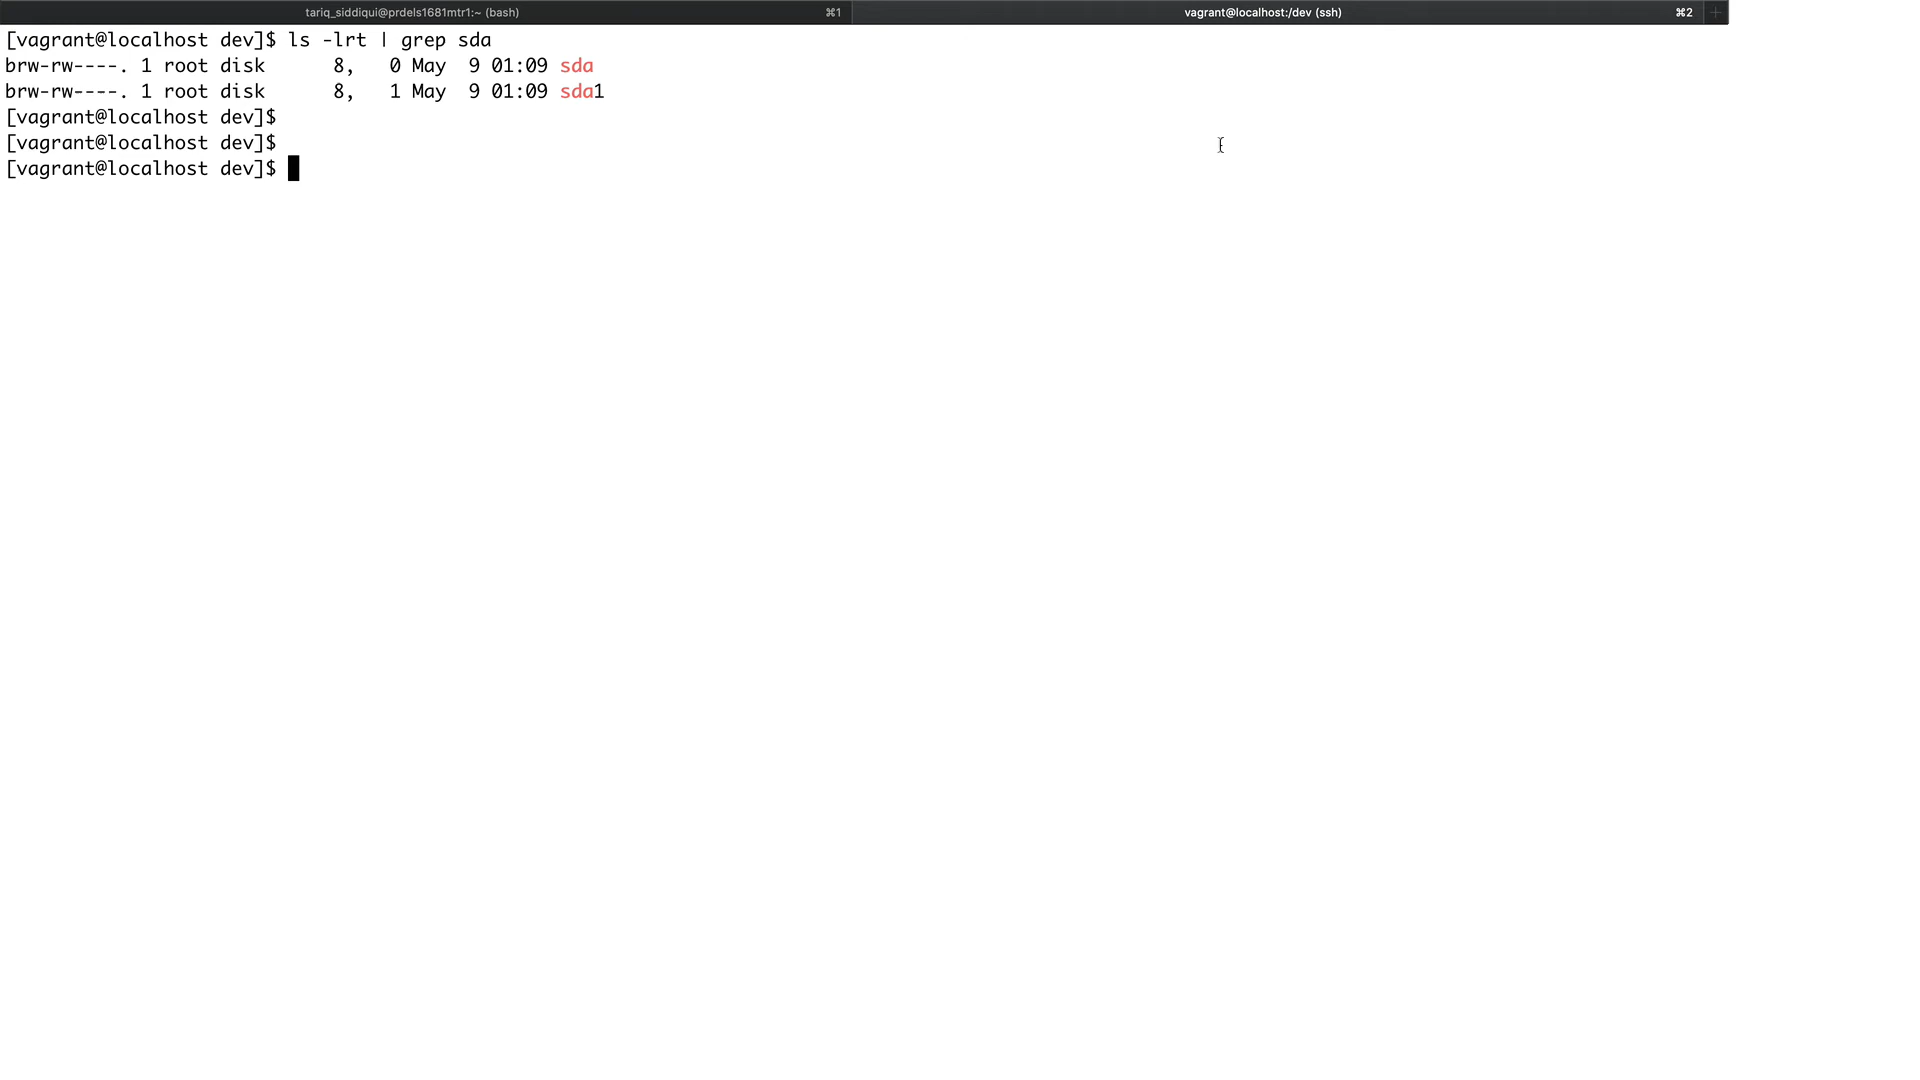 tariq_siddiqui@prdels1681mtr1:~ (bash) ⌘1 vagrant@localhost:/dev (ssh) ⌘2 +
[vagrant@localhost dev]$ ls -lrt | grep sda
brw-rw----. 1 root disk      8,   0 May  9 01:09 sda
brw-rw----. 1 root disk      8,   1 May  9 01:09 sda1
[vagrant@localhost dev]$
[vagrant@localhost dev]$
[vagrant@localhost dev]$